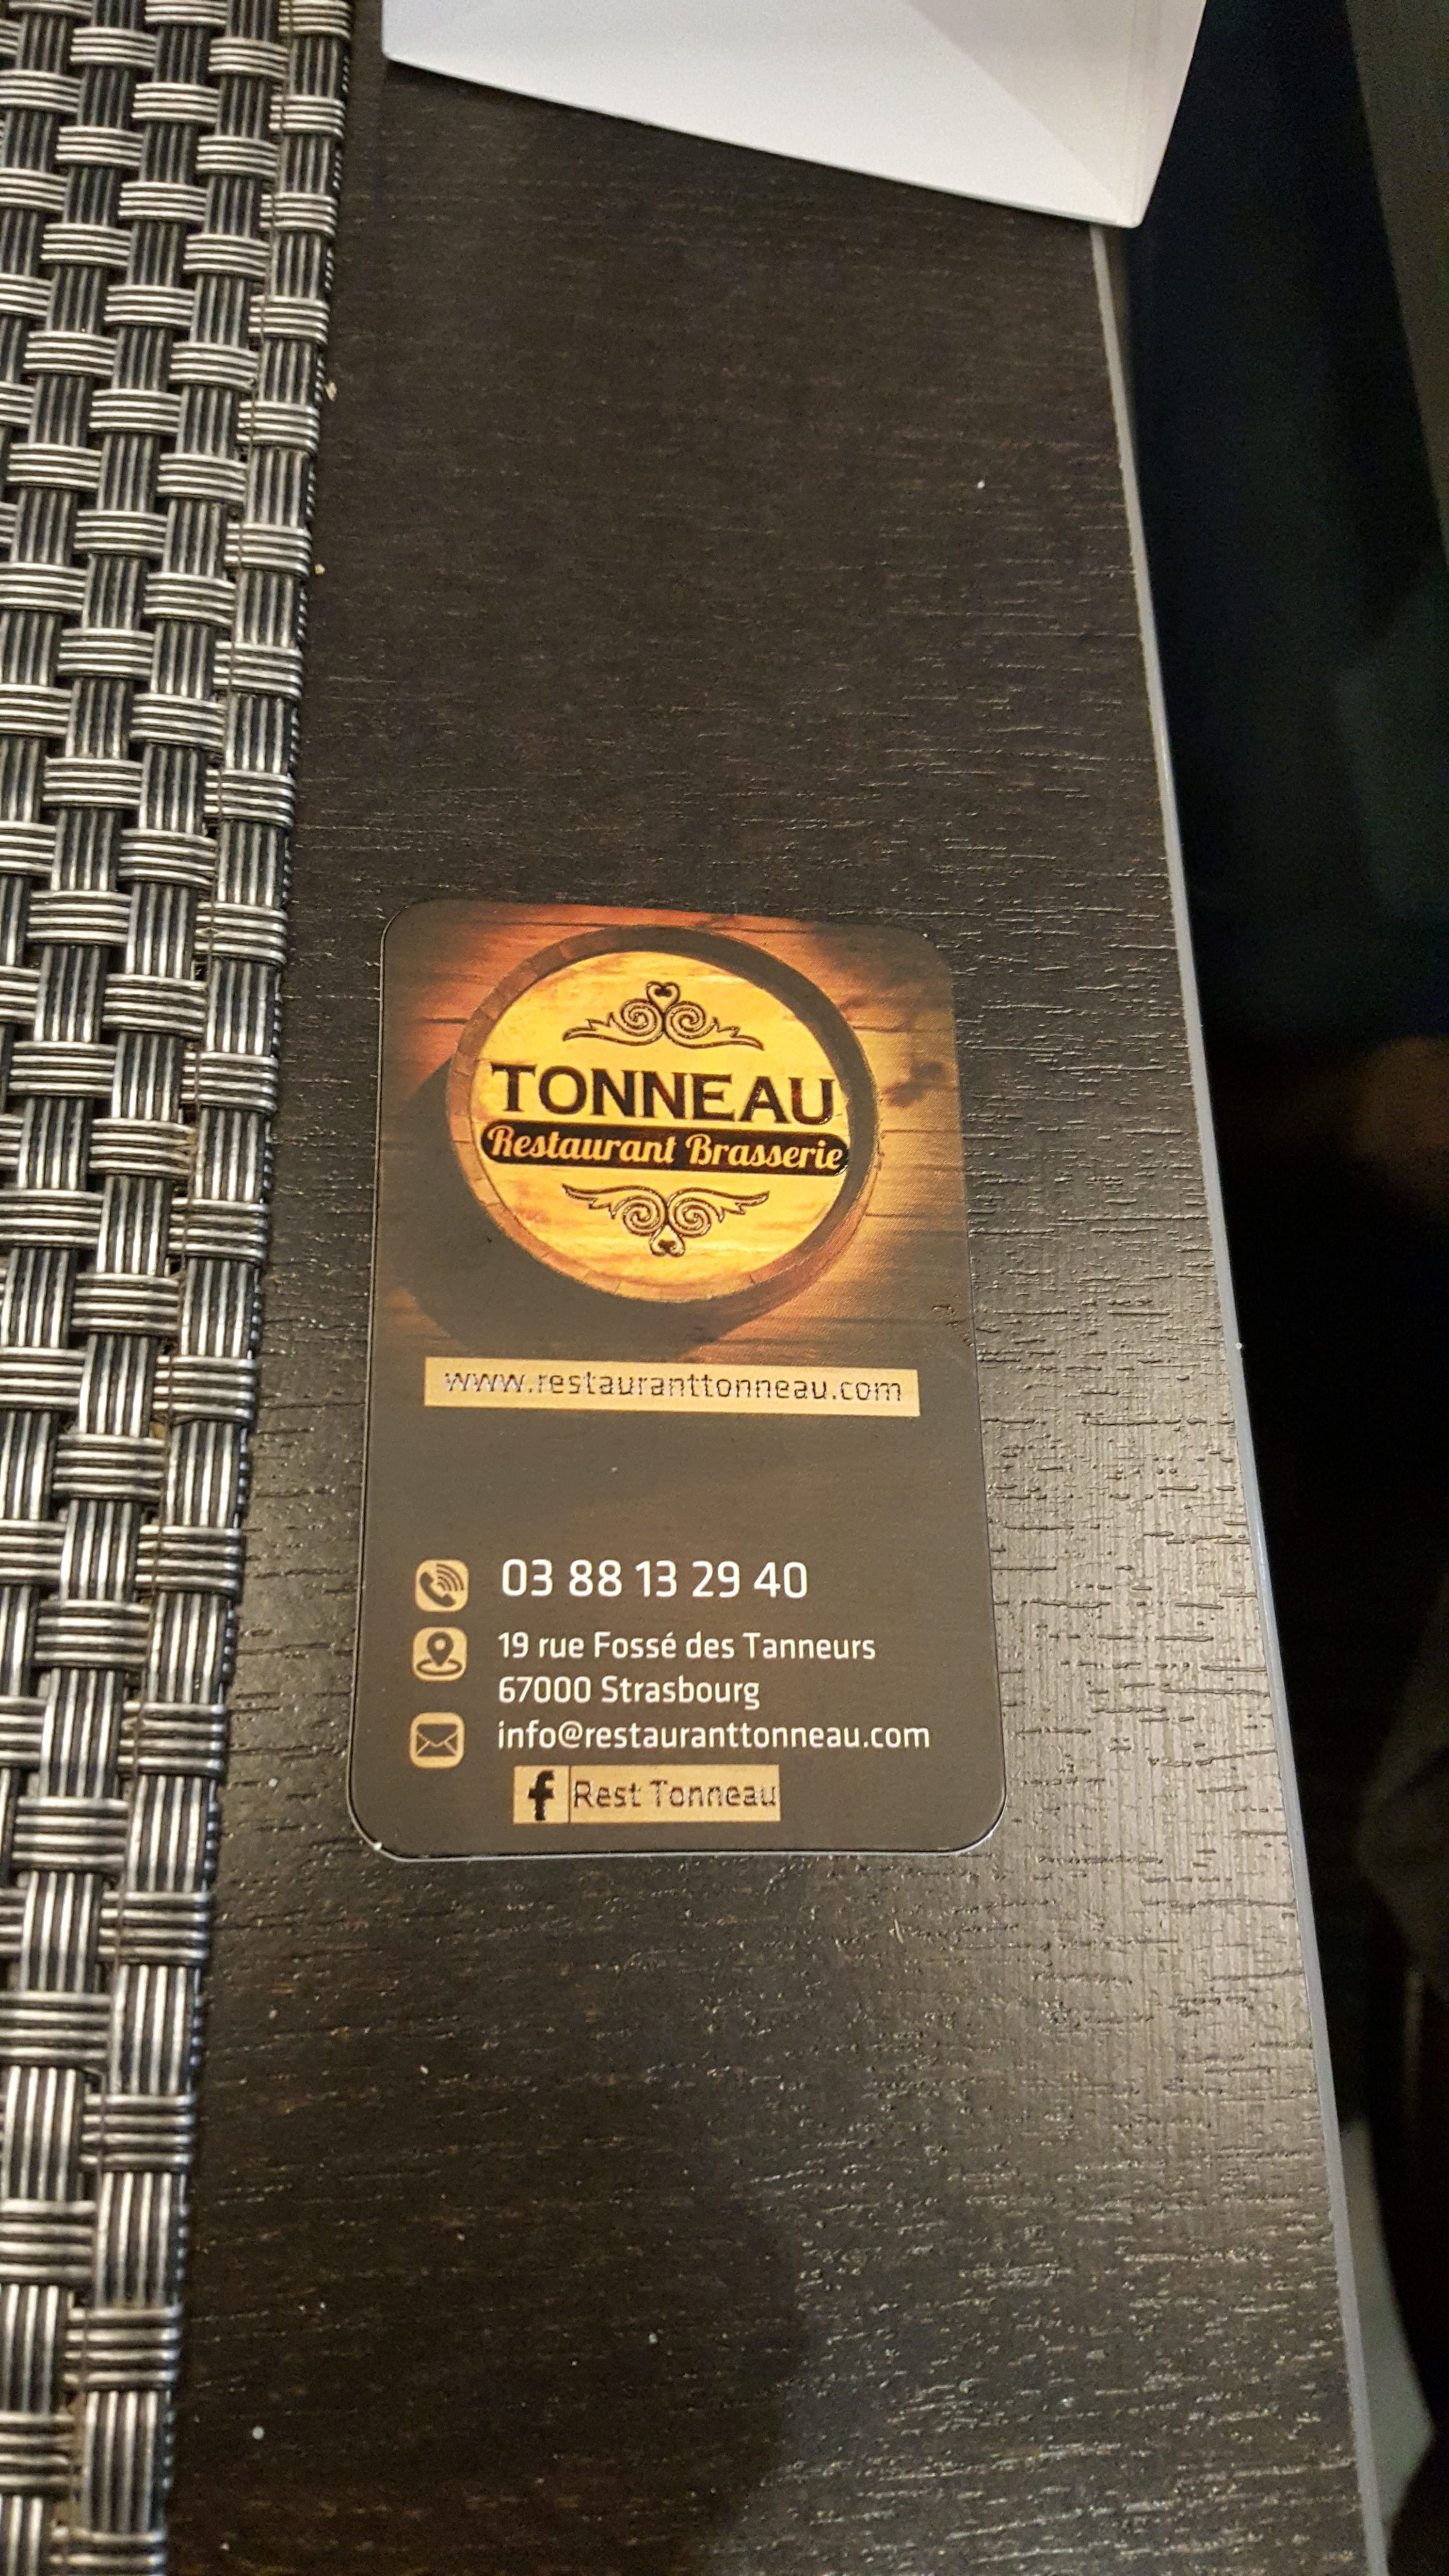 TONNEAU
Restaurant Brasserie
www.restauranttonneau.com
03 88 13 29 40
19 rue Fossé des Tanneurs
67000 Strasbourg
info@restauranttonneau.com
f Rest Tonneau